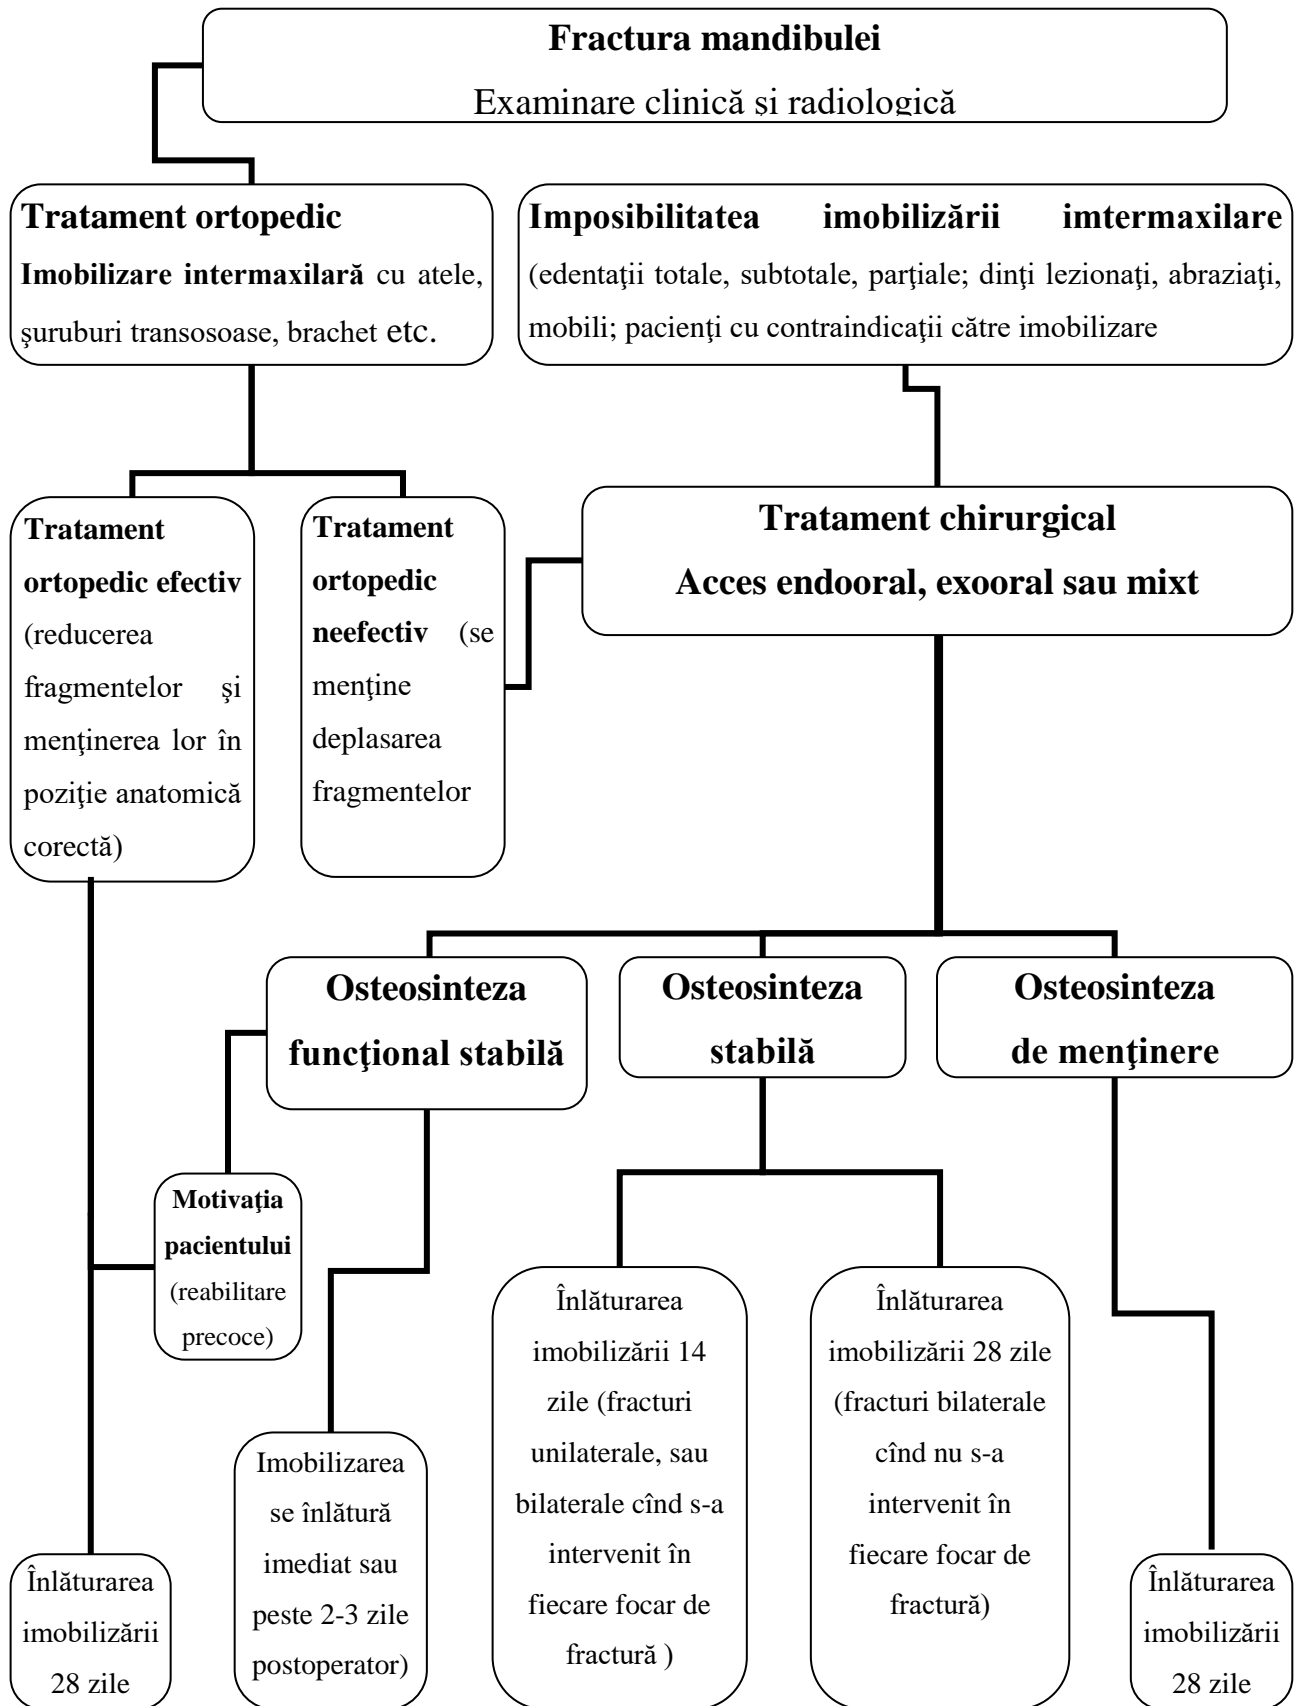 Fractura mandibulei
Examinare clinică și radiologică
Tratament ortopedic
Imobilizare intermaxilară cu atele,
şuruburi transosoase, brachet etc.
Imposibilitatea imobilizării imtermaxilare
(edentaţii totale, subtotale, parţiale; dinţi lezionaţi, abraziaţi,
mobili; pacienţi cu contraindicaţii către imobilizare
Tratament
ortopedic efectiv
(reducerea
fragmentelor şi
menţinerea lor în
poziţie anatomică
corectă)
Tratament
ortopedic
neefectiv (se
menţine
deplasarea
fragmentelor
Tratament chirurgical
Acces endooral, exooral sau mixt
Osteosinteza
funcţional stabilă
Osteosinteza
stabilă
Osteosinteza
de menţinere
Motivaţia
pacientului
(reabilitare
precoce)
Înlăturarea
imobilizării 14
zile (fracturi
unilaterale, sau
bilaterale cînd s-a
intervenit în
fiecare focar de
fractură )
Înlăturarea
imobilizării 28 zile
(fracturi bilaterale
cînd nu s-a
intervenit în
fiecare focar de
fractură)
Imobilizarea
se înlătură
imediat sau
peste 2-3 zile
postoperator)
Înlăturarea
imobilizării
28 zile
Înlăturarea
imobilizării
28 zile